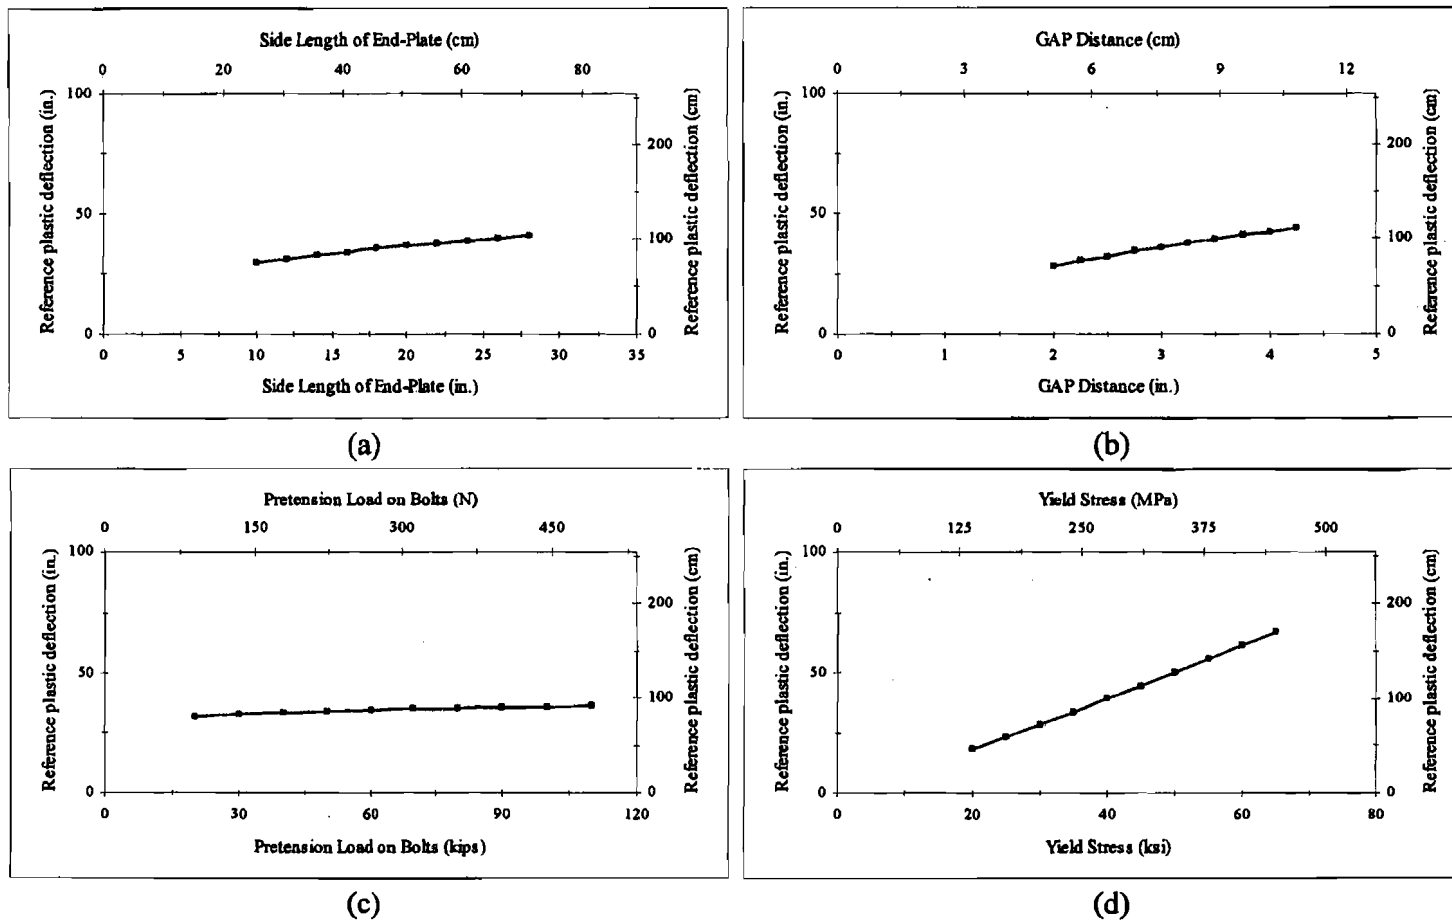 Side Length of End-Plate (cm)
0 20 40 60 80
Reference plastic deflection (in.)
100
50
0
200
100
0
Reference plastic deflection (cm)
0 5 10 15 20 25 30 35
Side Length of End-Plate (in.)
(a)
GAP Distance (cm)
0 3 6 9 12
Reference plastic deflection (in.)
100
50
0
200
100
0
Reference plastic deflection (cm)
0 1 2 3 4 5
GAP Distance (in.)
(b)
Pretension Load on Bolts (N)
0 150 310 450
Reference plastic deflection (in.)
100
50
0
200
100
0
Reference plastic deflection (cm)
0 30 60 90 120
Pretension Load on Bolts (kips)
(c)
Yield Stress (MPa)
0 125 250 375 500
Reference plastic deflection (in.)
100
50
0
200
100
0
Reference plastic deflection (cm)
0 20 40 60 80
Yield Stress (ksi)
(d)